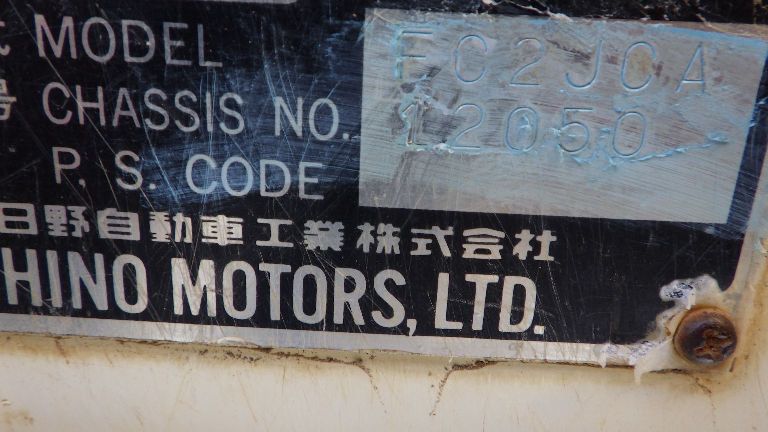 式 MODEL FC2JCA
号 CHASSIS NO. 12050
P. S. CODE
日野自動車工業株式会社
HINO MOTORS, LTD.